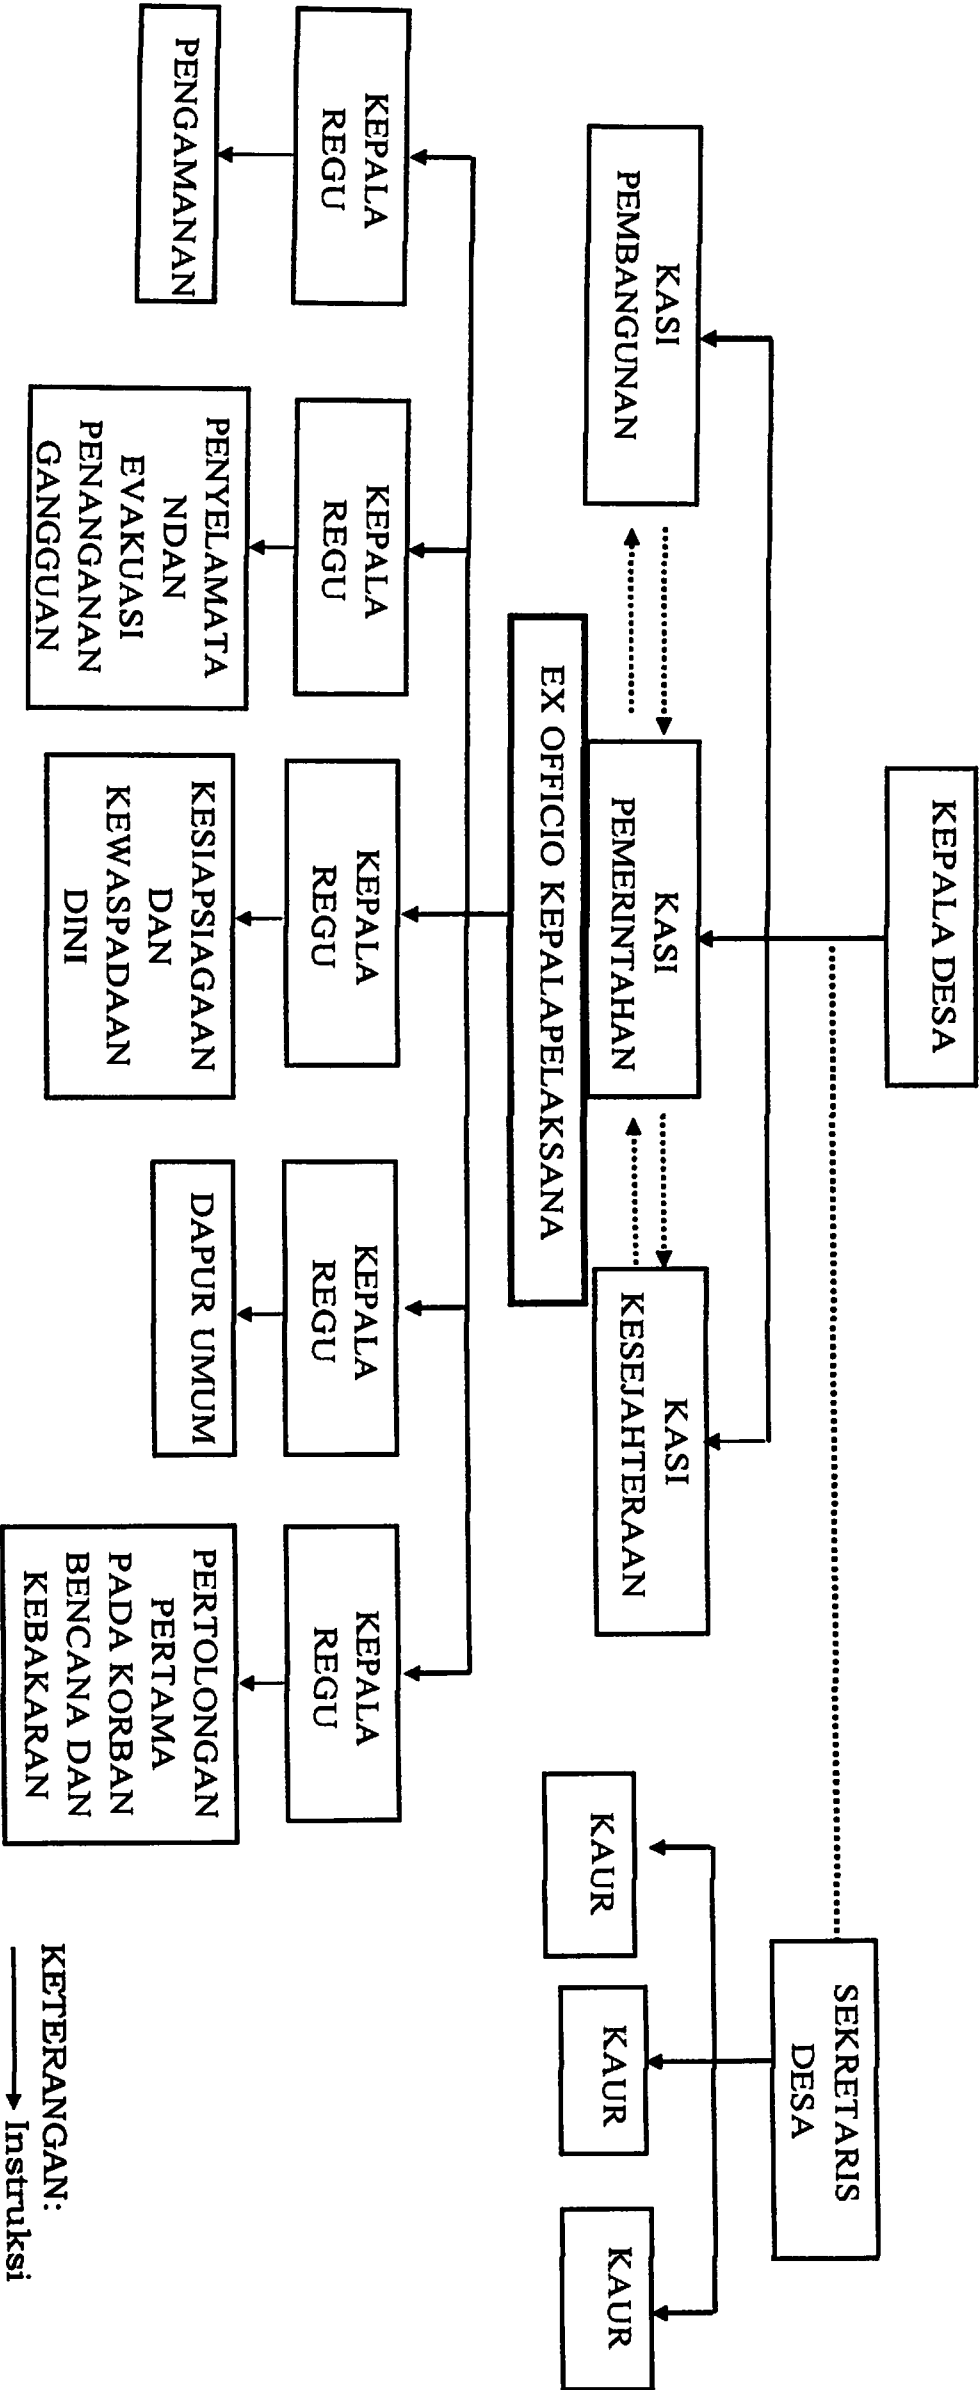 KEPALA DESA
SEKRETARIS
DESA
KASI
PEMBANGUNAN
KASI
PEMERINTAHAN
KASI
KESEJAHTERAAN
EX OFFICIO KEPALAPELAKSANA
KAUR
KAUR
KAUR
KEPALA
REGU
KEPALA
REGU
KEPALA
REGU
KEPALA
REGU
KEPALA
REGU
PENGAMANAN
PENYELAMATA
NDAN
EVAKUASI
PENANGANAN
GANGGUAN
KESIAPSIAGAAN
DAN
KEWASPADAAN
DINI
DAPUR UMUM
PERTOLONGAN
PERTAMA
PADA KORBAN
BENCANA DAN
KEBAKARAN
KETERANGAN:
Instruksi